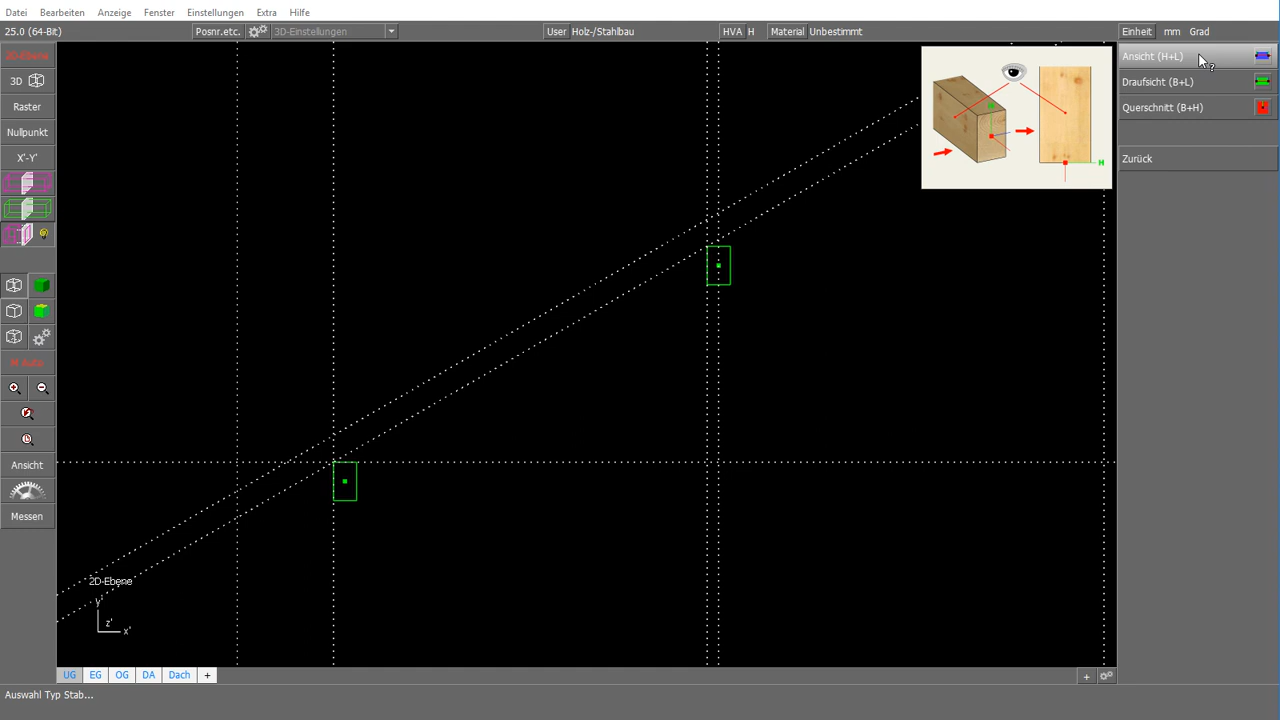 Datei Bearbeiten Anzeige Fenster Einstellungen Extra Hilfe
25.0 (64-Bit) Posnr.etc. 3D-Einstellungen User Holz-/Stahlbau HVA H Material Unbestimmt Einheit mm Grad
2D-Ebene
3D
Raster
Nullpunkt
X'-Y'
M Auto
Ansicht
Messen
Ansicht (H+L)
Draufsicht (B+L)
Querschnitt (B+H)
Zurück
H
2D-Ebene
y'
z'
x'
UG EG OG DA Dach +
+
Auswahl Typ Stab...